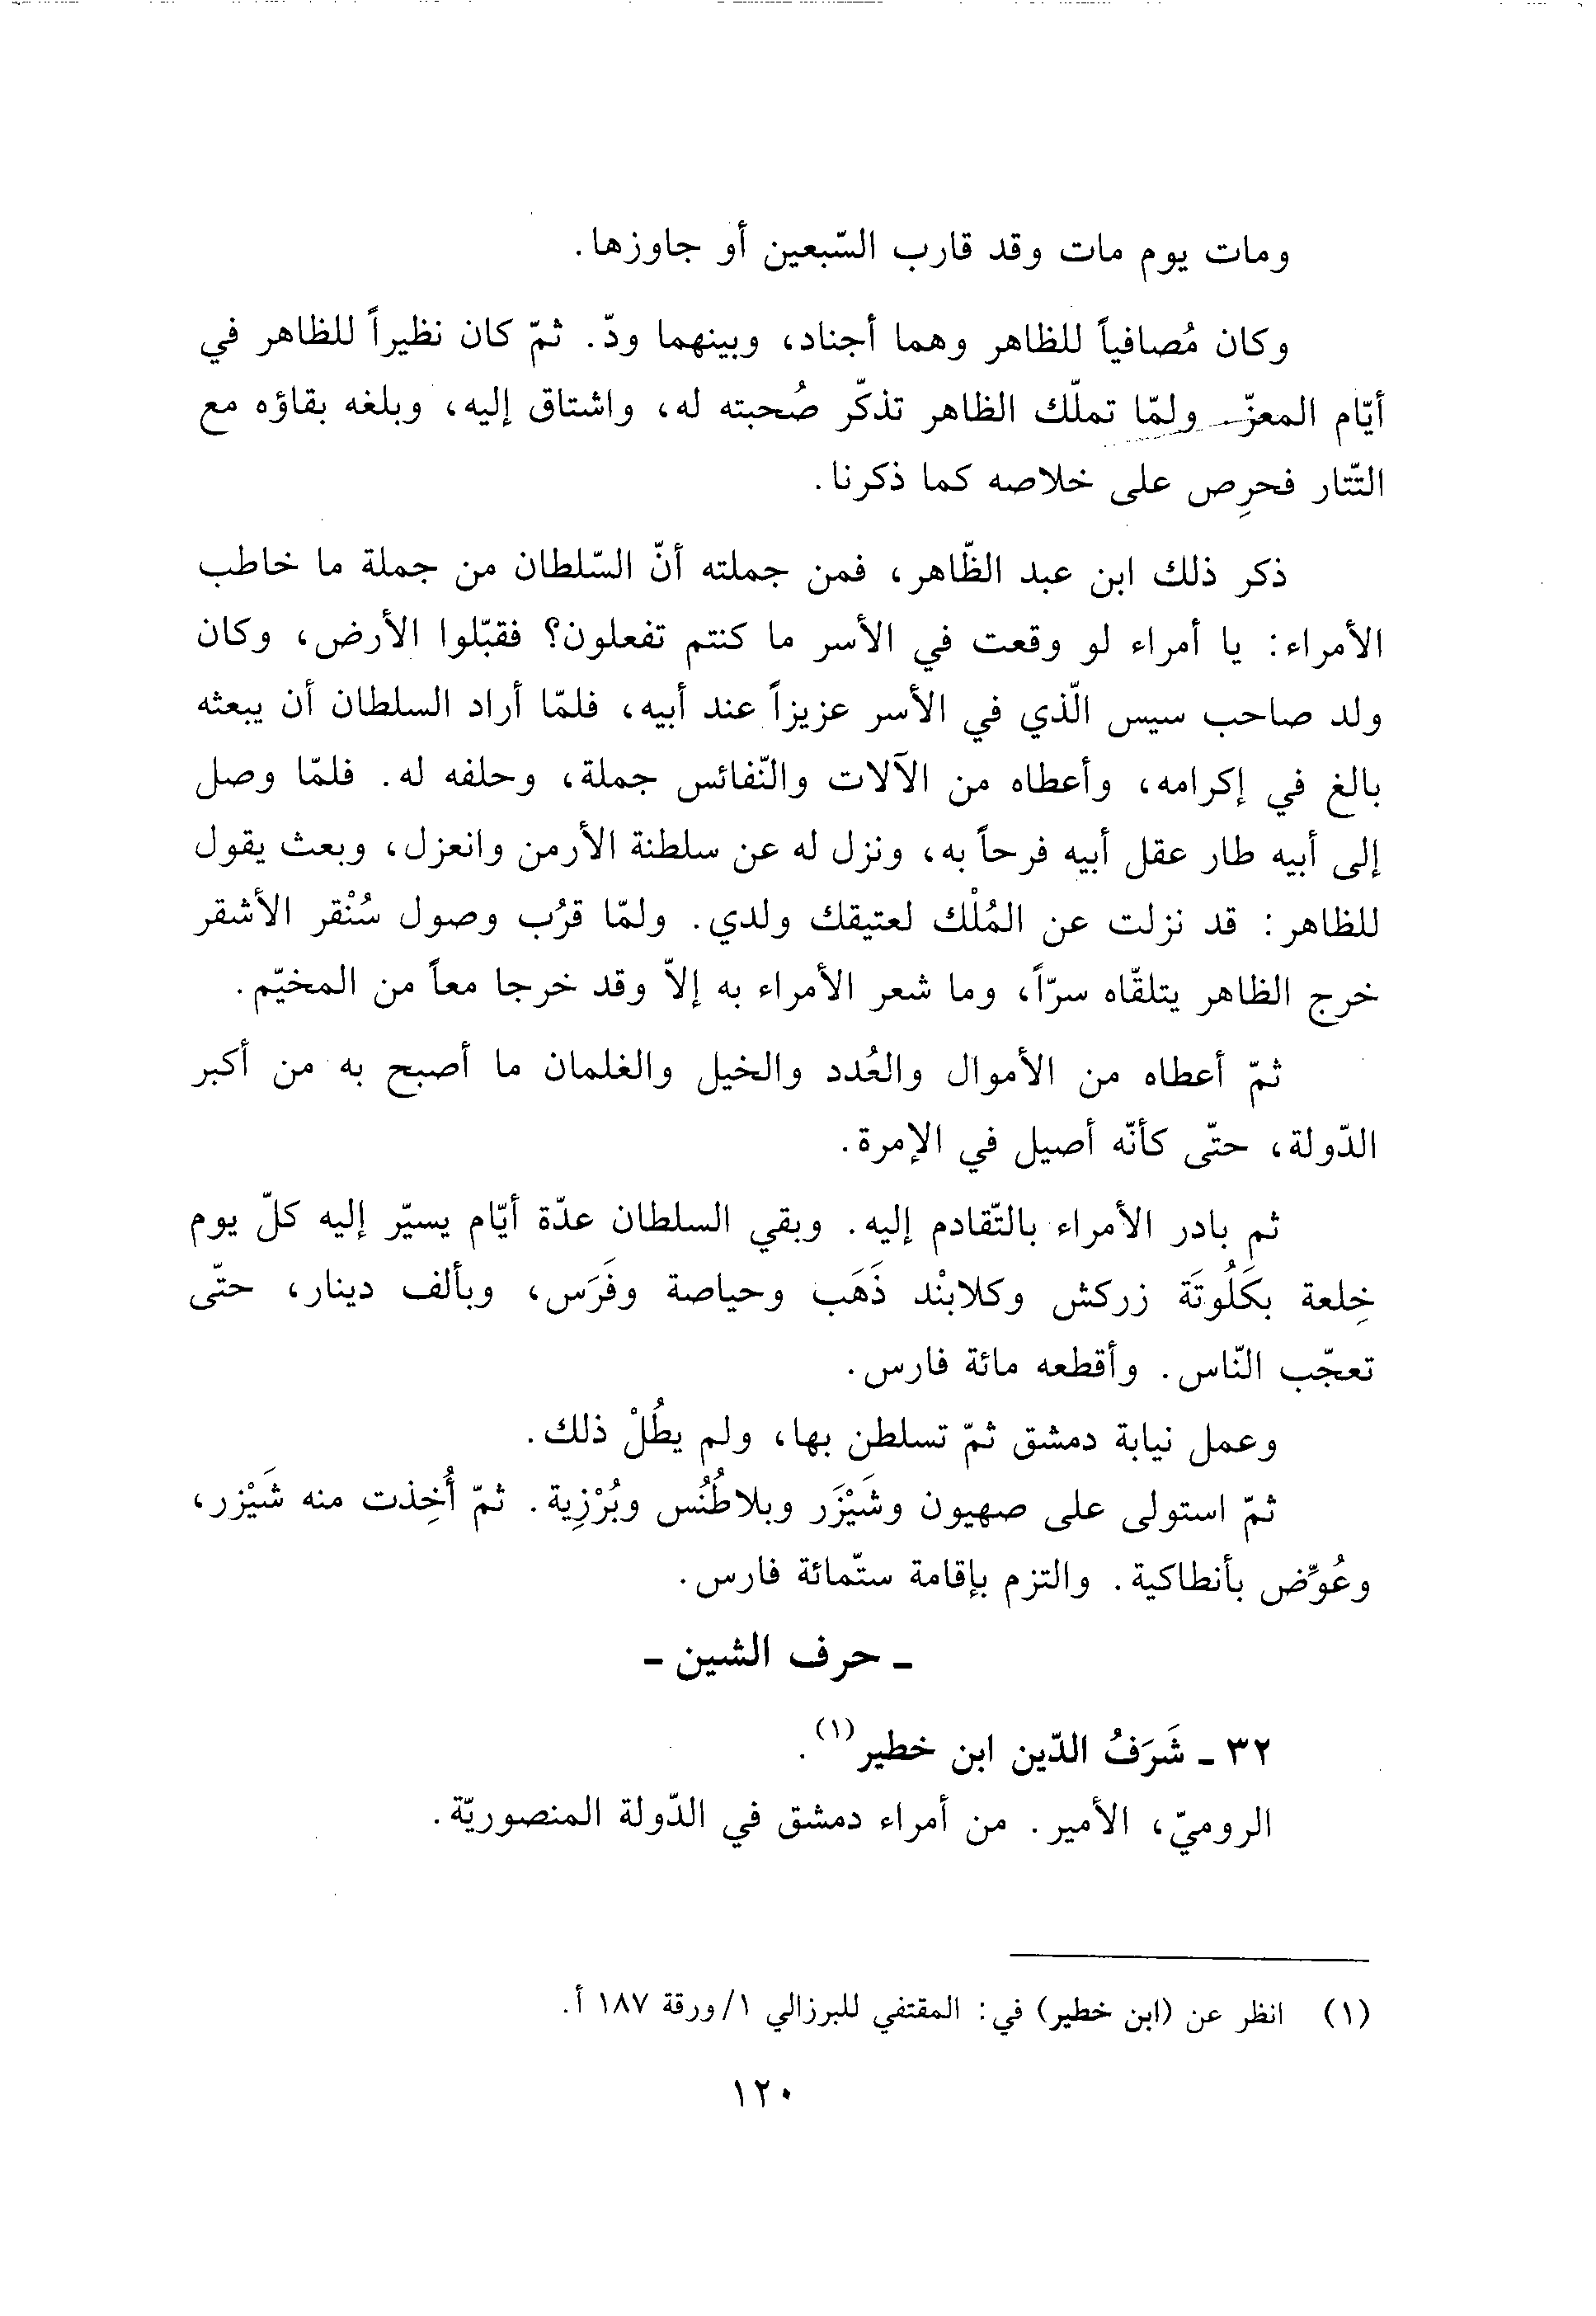 ومات يوم مات وقد قارب السّبعين أو جاوزها.
وكان مُصافياً للظاهر وهما أجناد، وبينهما ودّ. ثمّ كان نظيراً للظاهر في
أيّام المعزّ. ولمّا تملّك الظاهر تذكّر صُحبته له، واشتاق إليه، وبلغه بقاؤه مع
التّتار فحرِص على خلاصه كما ذكرنا.
ذكر ذلك ابن عبد الظّاهر، فمن جملته أنّ السّلطان من جملة ما خاطب
الأمراء: يا أمراء لو وقعت في الأسر ما كنتم تفعلون؟ فقبّلوا الأرض، وكان
ولد صاحب سيس الّذي في الأسر عزيزاً عند أبيه، فلمّا أراد السلطان أن يبعثه
بالغ في إكرامه، وأعطاه من الآلات والنّفائس جملة، وحلفه له. فلمّا وصل
إلى أبيه طار عقل أبيه فرحاً به، ونزل له عن سلطنة الأرمن وانعزل، وبعث يقول
للظاهر: قد نزلت عن المُلْك لعتيقك ولدي. ولمّا قرُب وصول سُنْقر الأشقر
خرج الظاهر يتلقّاه سرّاً، وما شعر الأمراء به إلاّ وقد خرجا معاً من المخيّم.
ثمّ أعطاه من الأموال والعُدد والخيل والغلمان ما أصبح به من أكبر
الدّولة، حتّى كأنّه أصيل في الإمرة.
ثم بادر الأمراء بالتّقادم إليه. وبقي السلطان عدّة أيّام يسيّر إليه كلّ يوم
خِلعة بكَلُوتَة زركش وكلابنْد ذَهَب وحياصة وفَرَس، وبألف دينار، حتّى
تعجّب النّاس. وأقطعه مائة فارس.
وعمل نيابة دمشق ثمّ تسلطن بها، ولم يطُلْ ذلك.
ثمّ استولى على صهيون وشَيْزَر وبلاطُنُس وبُرْزِية. ثمّ أُخِذت منه شَيْزر،
وعُوِّض بأنطاكية. والتزم بإقامة ستّمائة فارس.
ـ حرف الشين ـ
٣٢ ـ شَرَفُ الدّين ابن خطير(١).
الروميّ، الأمير. من أمراء دمشق في الدّولة المنصوريّة.
(١) انظر عن (ابن خطير) في: المقتفي للبرزالي ١/ورقة ١٨٧ أ.
١٢٠